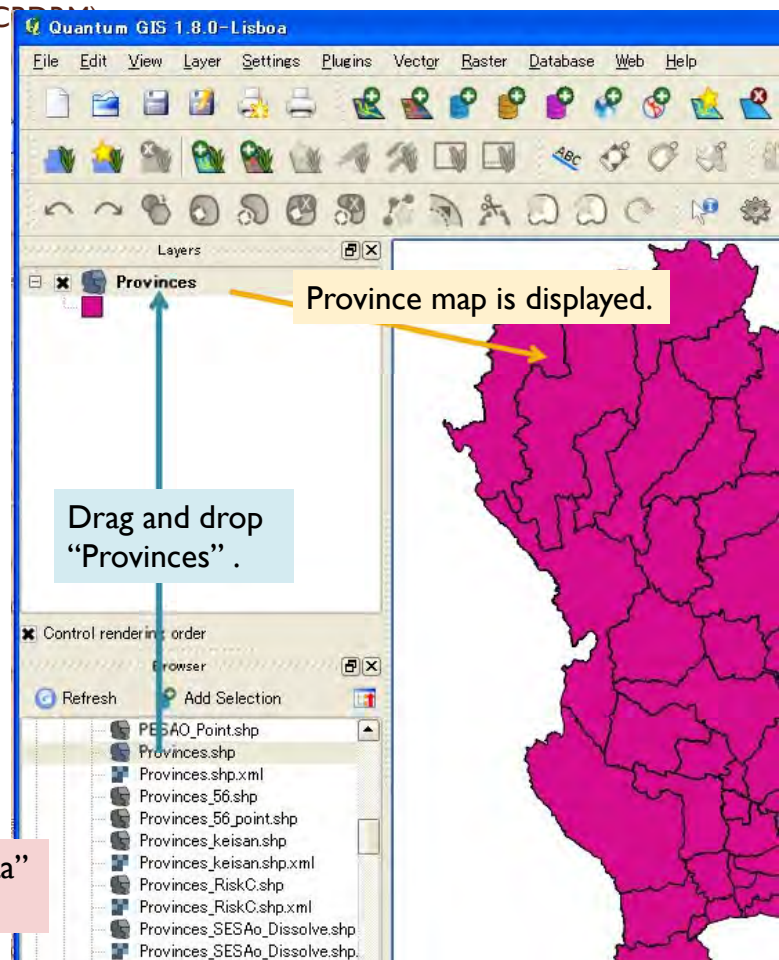 Quantum GIS 1.8.0-Lisboa
File Edit View Layer Settings Plugins Vector Raster Database Web Help
ABC
Layers
Provinces
Province map is displayed.
Drag and drop
“Provinces” .
Control rendering order
Browser
Refresh Add Selection
PESAO_Point.shp
Provinces.shp
Provinces.shp.xml
Provinces_56.shp
Provinces_56_point.shp
Provinces_keisan.shp
Provinces_keisan.shp.xml
Provinces_RiskC.shp
Provinces_RiskC.shp.xml
Provinces_SESAo_Dissolve.shp
Provinces_SESAo_Dissolve.shp.